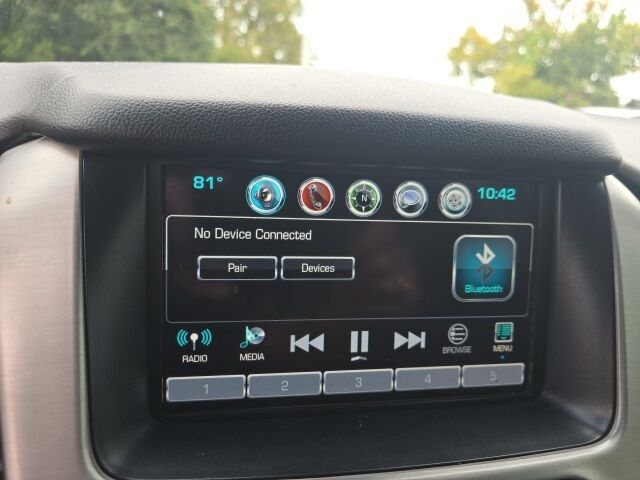 81°
N
10:42
No Device Connected
Pair
Devices
Bluetooth
RADIO
MEDIA
BROWSE
MENU
1
2
3
4
5